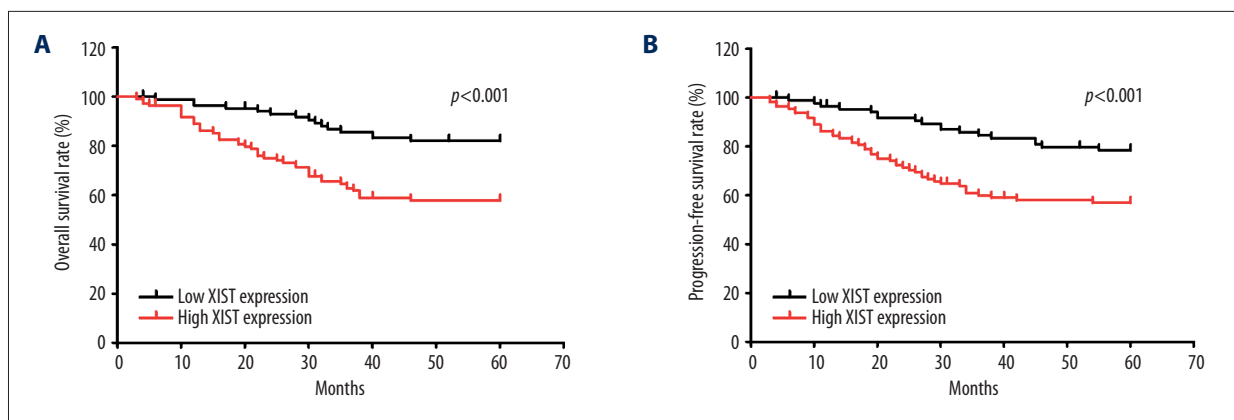 A
Overall survival rate (%)
120
100
80
60
40
20
0
p<0.001
Low XIST expression
High XIST expression
0 10 20 30 40 50 60 70
Months
B
Progression-free survival rate (%)
120
100
80
60
40
20
0
p<0.001
Low XIST expression
High XIST expression
0 10 20 30 40 50 60 70
Months